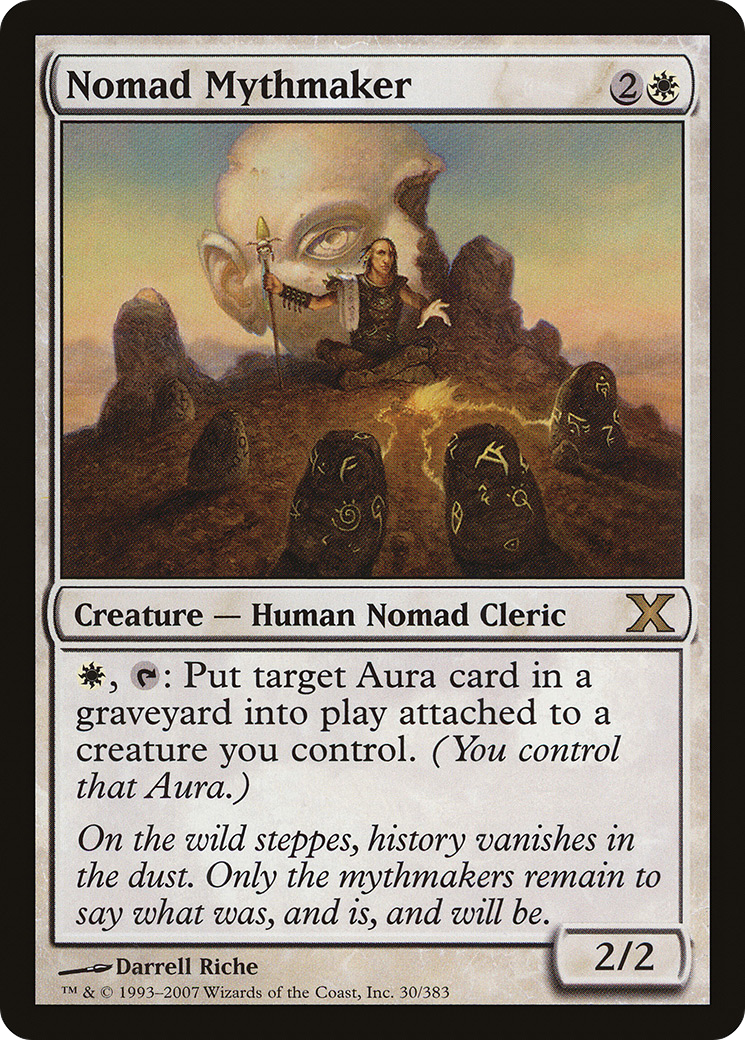 Nomad Mythmaker 2
Creature — Human Nomad Cleric X
, : Put target Aura card in a
graveyard into play attached to a
creature you control. (You control
that Aura.)
On the wild steppes, history vanishes in
the dust. Only the mythmakers remain to
say what was, and is, and will be.
2/2
Darrell Riche
™ & © 1993–2007 Wizards of the Coast, Inc. 30/383